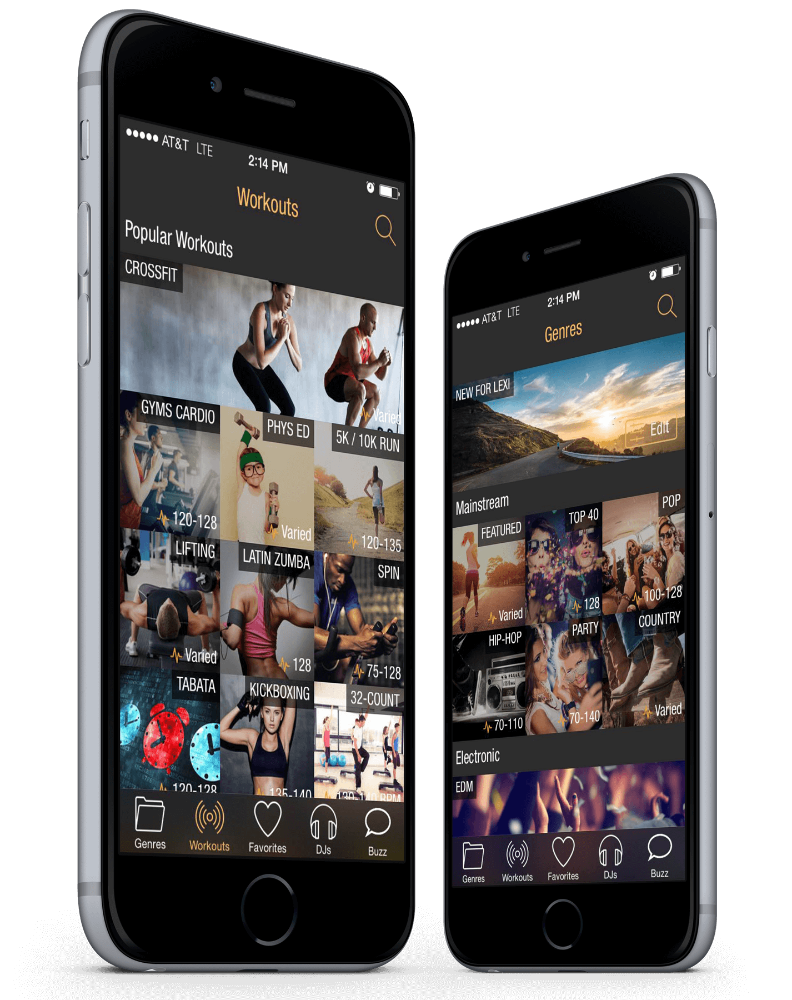 AT&T LTE
2:14 PM
Workouts
Popular Workouts
CROSSFIT
Varied
GYMS CARDIO
PHYS ED
5K / 10K RUN
120-128
Varied
120-135
LIFTING
LATIN ZUMBA
SPIN
Varied
128
75-128
TABATA
KICKBOXING
32-COUNT
120-128
135-140
130-140 BPM
Genres
Workouts
Favorites
DJs
Buzz
AT&T LTE
2:14 PM
Genres
NEW FOR LEXI
Edit
Mainstream
FEATURED
TOP 40
POP
Varied
128
100-128
HIP-HOP
PARTY
COUNTRY
70-110
70-140
Varied
Electronic
EDM
Genres
Workouts
Favorites
DJs
Buzz